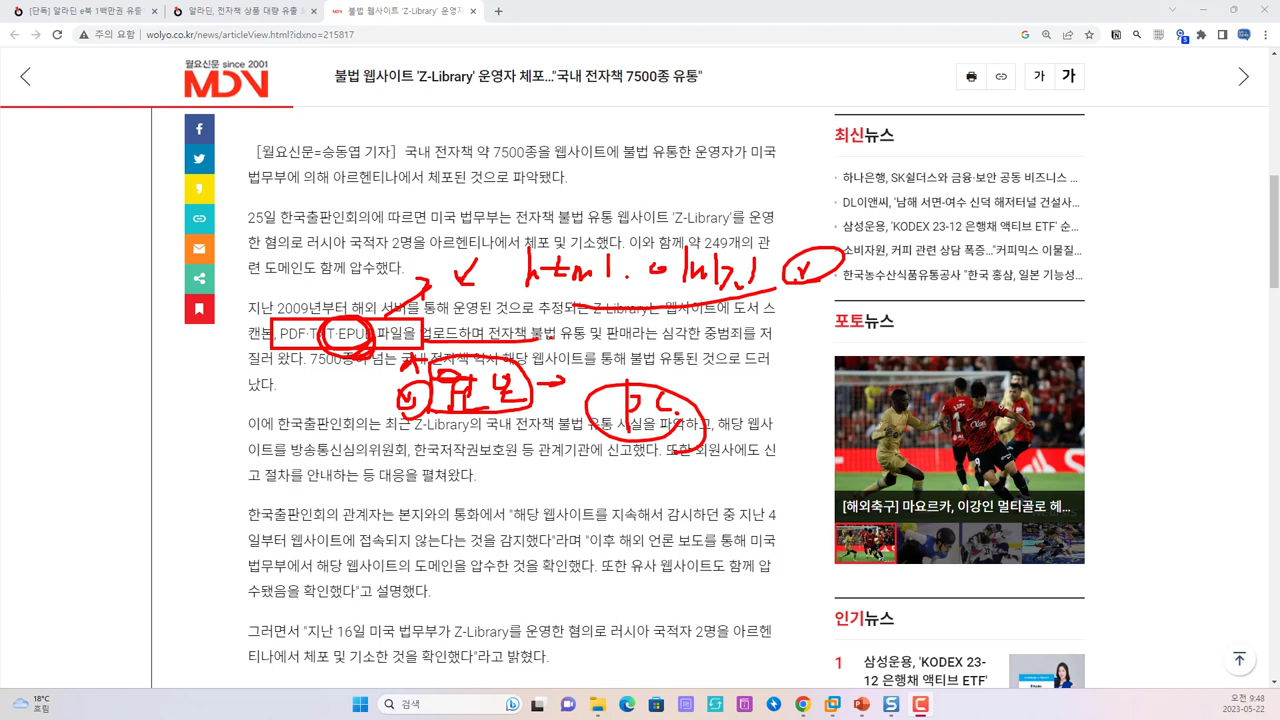 [단독] 알라딘 e북 1백만권 유출
알라딘, 전자책 상품 대량 유출
불법 웹사이트 'Z-Library' 운영자
주의 요함
wolyo.co.kr/news/articleView.html?idxno=215817
월요신문 since 2001
MDN
불법 웹사이트 'Z-Library' 운영자 체포..."국내 전자책 7500종 유통"
가 가
[월요신문=승동엽 기자] 국내 전자책 약 7500종을 웹사이트에 불법 유통한 운영자가 미국
법무부에 의해 아르헨티나에서 체포된 것으로 파악됐다.
25일 한국출판인회의에 따르면 미국 법무부는 전자책 불법 유통 웹사이트 'Z-Library'를 운영
한 혐의로 러시아 국적자 2명을 아르헨티나에서 체포 및 기소했다. 이와 함께 약 249개의 관
련 도메인도 함께 압수했다.
html.
지난 2009년부터 해외 서버를 통해 운영된 것으로 추정되는 Z-Library는 웹사이트에 도서 스
캔본, PDF·TXT·EPUB 파일을 업로드하며 전자책 불법 유통 및 판매라는 심각한 중범죄를 저
질러 왔다. 7500종이 넘는 국내 전자책 역시 해당 웹사이트를 통해 불법 유통된 것으로 드러
났다.
이에 한국출판인회의는 최근 Z-Library의 국내 전자책 불법 유통 사실을 파악하고, 해당 웹사
이트를 방송통신심의위원회, 한국저작권보호원 등 관계기관에 신고했다. 또한 회원사에도 신
고 절차를 안내하는 등 대응을 펼쳐왔다.
한국출판인회의 관계자는 본지와의 통화에서 "해당 웹사이트를 지속해서 감시하던 중 지난 4
일부터 웹사이트에 접속되지 않는다는 것을 감지했다"라며 "이후 해외 언론 보도를 통해 미국
법무부에서 해당 웹사이트의 도메인을 압수한 것을 확인했다. 또한 유사 웹사이트도 함께 압
수됐음을 확인했다"고 설명했다.
그러면서 "지난 16일 미국 법무부가 Z-Library를 운영한 혐의로 러시아 국적자 2명을 아르헨
티나에서 체포 및 기소한 것을 확인했다"라고 밝혔다.
최신뉴스
하나은행, SK쉴더스와 금융·보안 공동 비즈니스 ...
DL이앤씨, '남해 서면-여수 신덕 해저터널 건설사...
삼성운용, 'KODEX 23-12 은행채 액티브 ETF' 순...
소비자원, 커피 관련 상담 폭증..."커피믹스 이물질...
한국농수산식품유통공사 "한국 홍삼, 일본 기능성...
포토뉴스
[해외축구] 마요르카, 이강인 멀티골로 헤...
인기뉴스
1 삼성운용, 'KODEX 23-
12 은행채 액티브 ETF'
18°C
흐림
검색
오전 9:48
2023-05-22